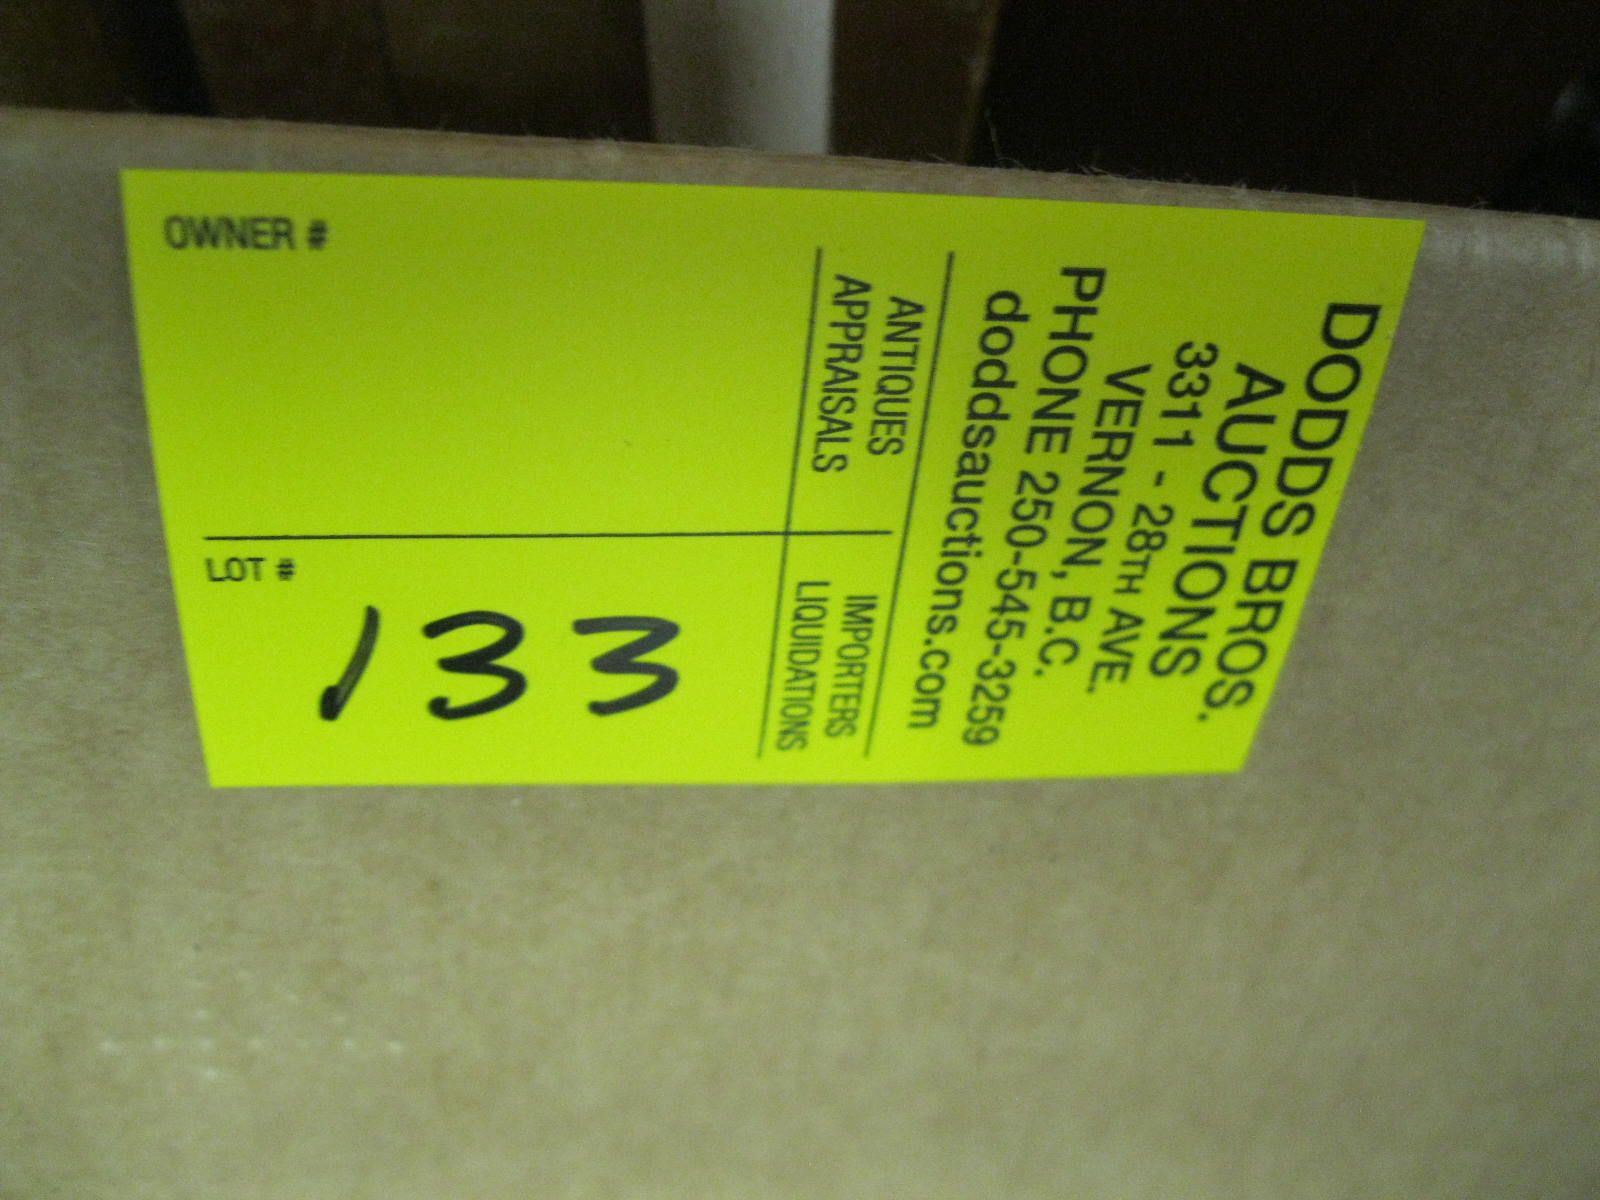 DODDS BROS.
AUCTIONS
3311 - 28TH AVE.
VERNON, B.C.
PHONE 250-545-3259
doddsauctions.com
ANTIQUES
APPRAISALS
IMPORTERS
LIQUIDATIONS
OWNER #
LOT #
133